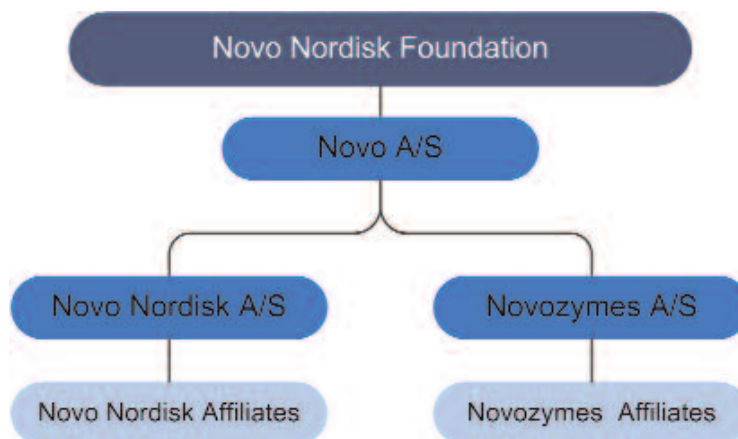 Novo Nordisk Foundation
Novo A/S
Novo Nordisk A/S
Novozymes A/S
Novo Nordisk Affiliates
Novozymes Affiliates